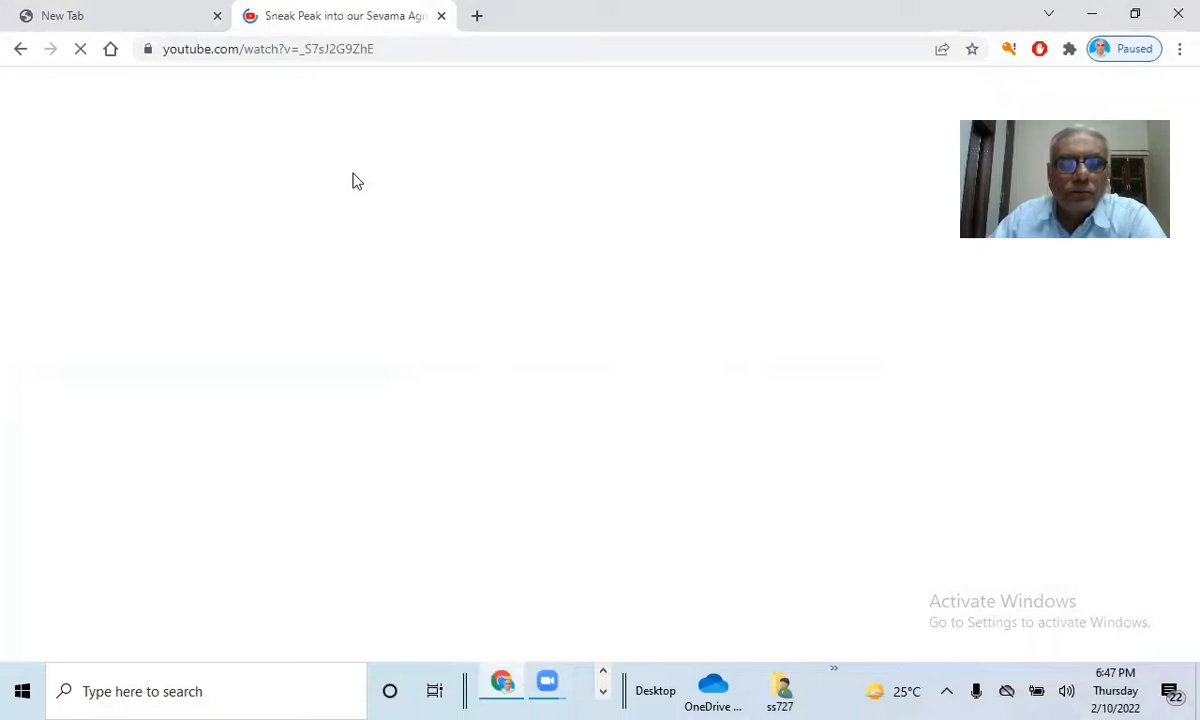 New Tab
Sneak Peak into our Sevama Agr
youtube.com/watch?v=_S7sJ2G9ZhE
Paused
Activate Windows
Go to Settings to activate Windows.
Type here to search
Desktop
OneDrive ...
ss727
25°C
6:47 PM
Thursday
2/10/2022
22